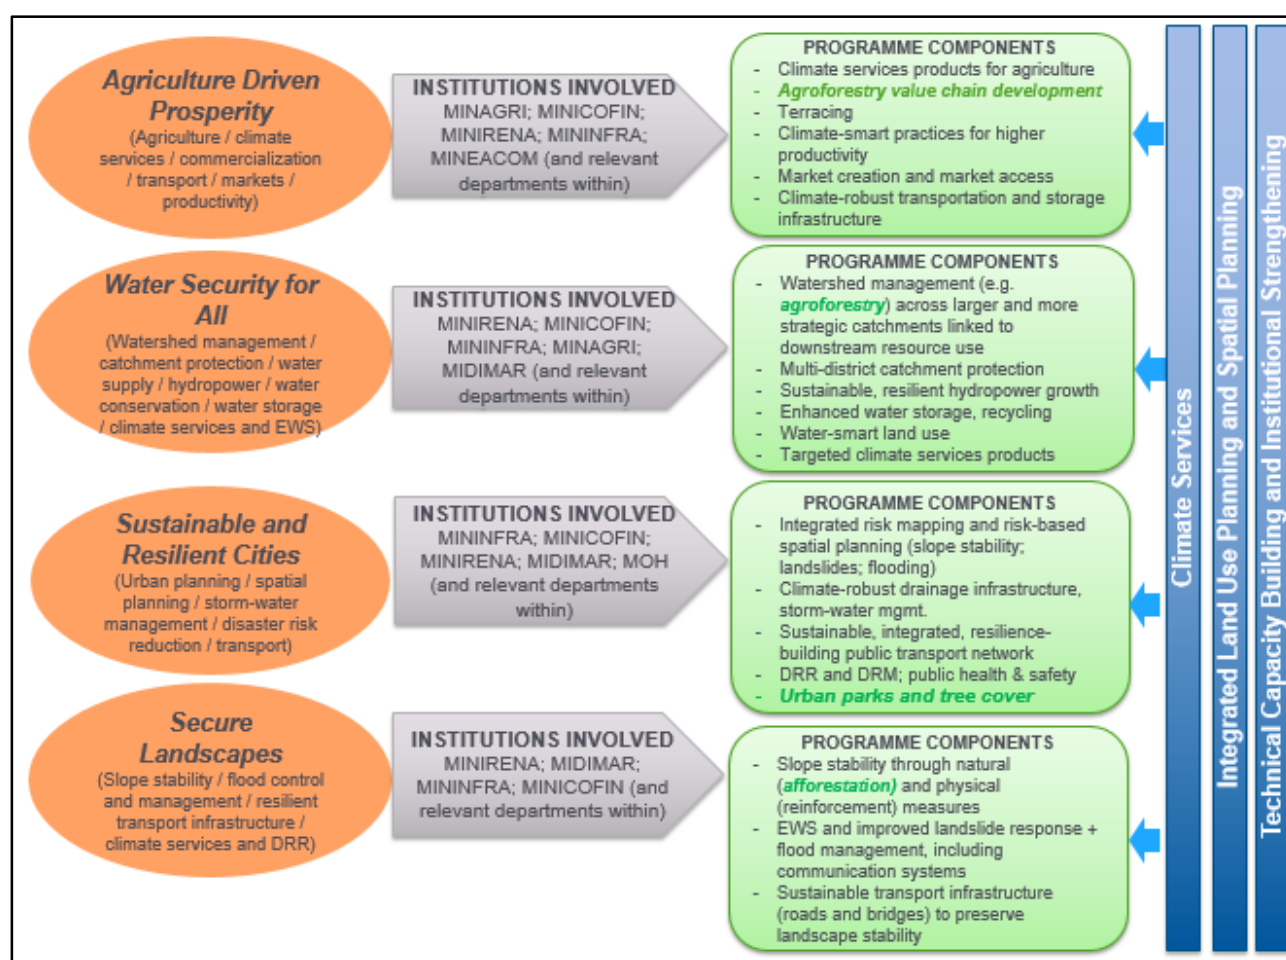 Agriculture Driven
Prosperity
(Agriculture / climate
services / commercialization
/ transport / markets /
productivity)
INSTITUTIONS INVOLVED
MINAGRI; MINICOFIN;
MINIRENA; MININFRA;
MINEACOM (and relevant
departments within)
PROGRAMME COMPONENTS
- Climate services products for agriculture
- Agroforestry value chain development
- Terracing
- Climate-smart practices for higher
productivity
- Market creation and market access
- Climate-robust transportation and storage
infrastructure
Water Security for
All
(Watershed management /
catchment protection / water
supply / hydropower / water
conservation / water storage
/ climate services and EWS)
INSTITUTIONS INVOLVED
MINIRENA; MINICOFIN;
MININFRA; MINAGRI;
MIDIMAR (and relevant
departments within)
PROGRAMME COMPONENTS
- Watershed management (e.g.
agroforestry) across larger and more
strategic catchments linked to
downstream resource use
- Multi-district catchment protection
- Sustainable, resilient hydropower growth
- Enhanced water storage, recycling
- Water-smart land use
- Targeted climate services products
Sustainable and
Resilient Cities
(Urban planning / spatial
planning / storm-water
management / disaster risk
reduction / transport)
INSTITUTIONS INVOLVED
MININFRA; MINICOFIN;
MINIRENA; MIDIMAR; MOH
(and relevant departments
within)
PROGRAMME COMPONENTS
- Integrated risk mapping and risk-based
spatial planning (slope stability;
landslides; flooding)
- Climate-robust drainage infrastructure,
storm-water mgmt.
- Sustainable, integrated, resilience-
building public transport network
- DRR and DRM; public health & safety
- Urban parks and tree cover
Secure
Landscapes
(Slope stability / flood control
and management / resilient
transport infrastructure /
climate services and DRR)
INSTITUTIONS INVOLVED
MINIRENA; MIDIMAR;
MININFRA; MINICOFIN (and
relevant departments within)
PROGRAMME COMPONENTS
- Slope stability through natural
(afforestation) and physical
(reinforcement) measures
- EWS and improved landslide response +
flood management, including
communication systems
- Sustainable transport infrastructure
(roads and bridges) to preserve
landscape stability
Climate Services
Integrated Land Use Planning and Spatial Planning
Technical Capacity Building and Institutional Strengthening